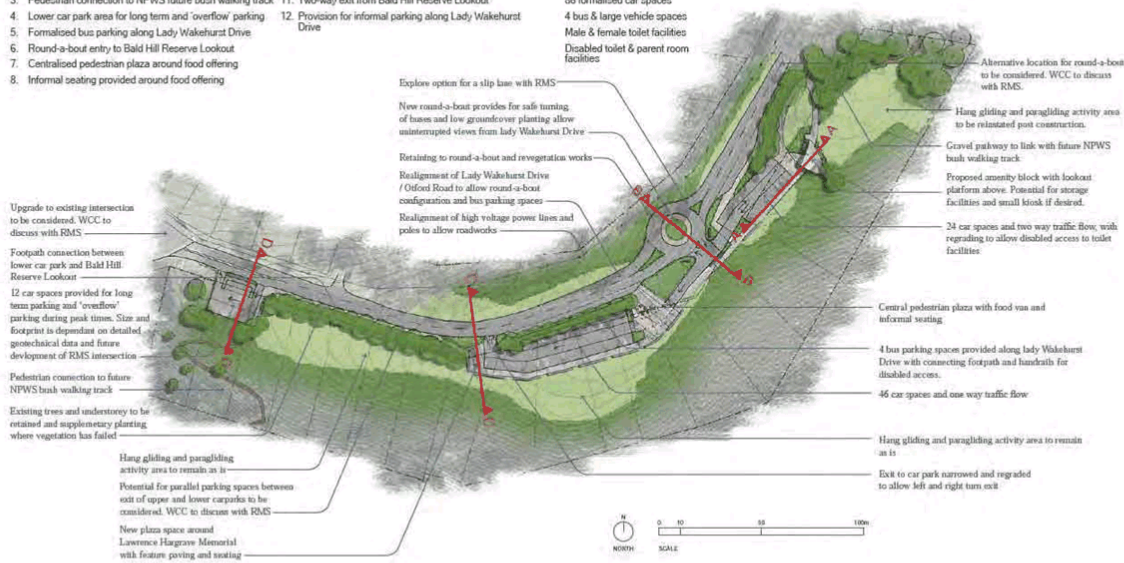 3. Pedestrian connection to NPWS future bush walking track
4. Lower car park area for long term and 'overflow' parking
5. Formalised bus parking along Lady Wakehurst Drive
6. Round-a-bout entry to Bald Hill Reserve Lookout
7. Centralised pedestrian plaza around food offering
8. Informal seating provided around food offering
11. Two-way exit from Bald Hill Reserve Lookout
12. Provision for informal parking along Lady Wakehurst
Drive
88 formalised car spaces
4 bus & large vehicle spaces
Male & female toilet facilities
Disabled toilet & parent room
facilities
Explore option for a slip lane with RMS
New round-a-bout provides for safe turning
of buses and low groundcover planting allow
uninterrupted views from lady Wakehurst Drive
Retaining to round-a-bout and revegetation works
Realignment of Lady Wakehurst Drive
/ Otford Road to allow round-a-bout
configuration and bus parking spaces
Realignment of high voltage power lines and
poles to allow roadworks
Upgrade to existing intersection
to be considered. WCC to
discuss with RMS
Footpath connection between
lower car park and Bald Hill
Reserve Lookout
12 car spaces provided for long
term parking and 'overflow'
parking during peak times. Size and
footprint is dependant on detailed
geotechnical data and future
devlopment of RMS intersection
Pedestrian connection to future
NPWS bush walking track
Existing trees and understorey to be
retained and supplemetary planting
where vegetation has failed
Hang gliding and paragliding
activity area to remain as is
Potential for parallel parking spaces between
exit of upper and lower carparks to be
considered. WCC to discuss with RMS
New plaza space around
Lawrence Hargrave Memorial
with feature paving and seating
Alternative location for round-a-bout
to be considered. WCC to discuss
with RMS.
Hang gliding and paragliding activity area
to be reinstated post construction.
Gravel pathway to link with future NPWS
bush walking track
Proposed amenity block with lookout
platform above. Potential for storage
facilities and small kiosk if desired.
24 car spaces and two way traffic flow, with
regrading to allow disabled access to toilet
facilities
Central pedestrian plaza with food van and
informal seating
4 bus parking spaces provided along lady Wakehurst
Drive with connecting footpath and handrails for
disabled access.
46 car spaces and one way traffic flow
Hang gliding and paragliding activity area to remain
as is
Exit to car park narrowed and regraded
to allow left and right turn exit
A
B
B
D
C
N
NORTH
0 10 50 100m
SCALE